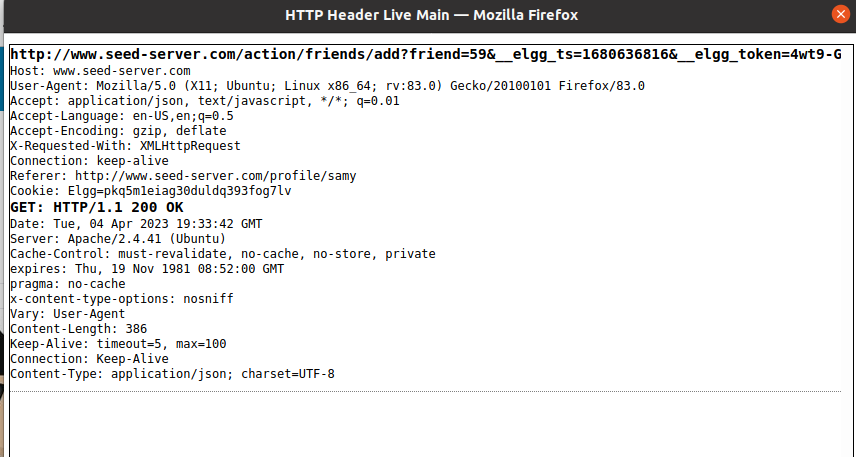 HTTP Header Live Main — Mozilla Firefox
http://www.seed-server.com/action/friends/add?friend=59&__elgg_ts=1680636816&__elgg_token=4wt9-G
Host: www.seed-server.com
User-Agent: Mozilla/5.0 (X11; Ubuntu; Linux x86_64; rv:83.0) Gecko/20100101 Firefox/83.0
Accept: application/json, text/javascript, */*; q=0.01
Accept-Language: en-US,en;q=0.5
Accept-Encoding: gzip, deflate
X-Requested-With: XMLHttpRequest
Connection: keep-alive
Referer: http://www.seed-server.com/profile/samy
Cookie: Elgg=pkq5m1eiag30duldq393fog7lv
GET: HTTP/1.1 200 OK
Date: Tue, 04 Apr 2023 19:33:42 GMT
Server: Apache/2.4.41 (Ubuntu)
Cache-Control: must-revalidate, no-cache, no-store, private
expires: Thu, 19 Nov 1981 08:52:00 GMT
pragma: no-cache
x-content-type-options: nosniff
Vary: User-Agent
Content-Length: 386
Keep-Alive: timeout=5, max=100
Connection: Keep-Alive
Content-Type: application/json; charset=UTF-8